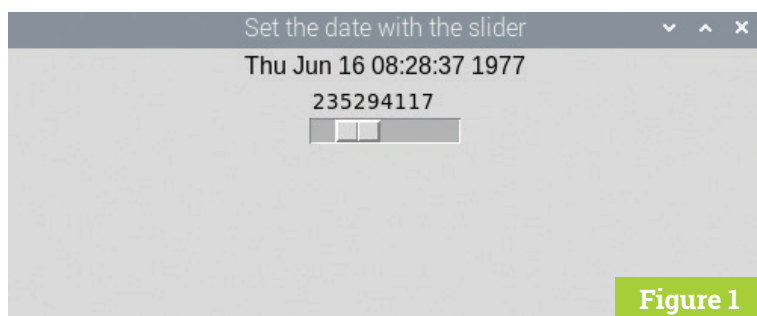 Set the date with the slider
Thu Jun 16 08:28:37 1977
235294117
Figure 1